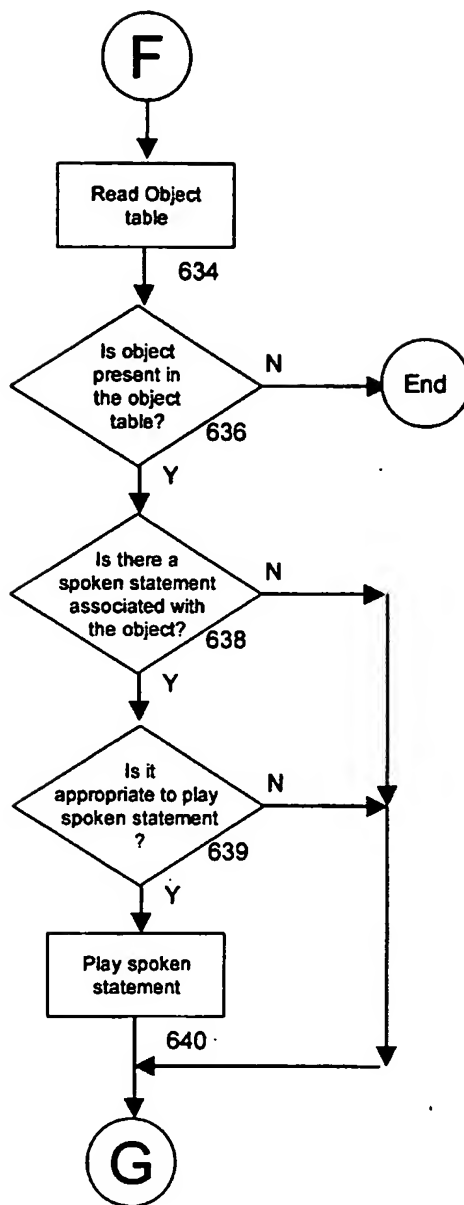 F
Read Object
table
634
Is object
present in
the object
table?
N
End
636
Y
Is there a
spoken statement
associated with
the object?
N
638
Y
Is it
appropriate to play
spoken statement
?
N
639
Y
Play spoken
statement
640
G